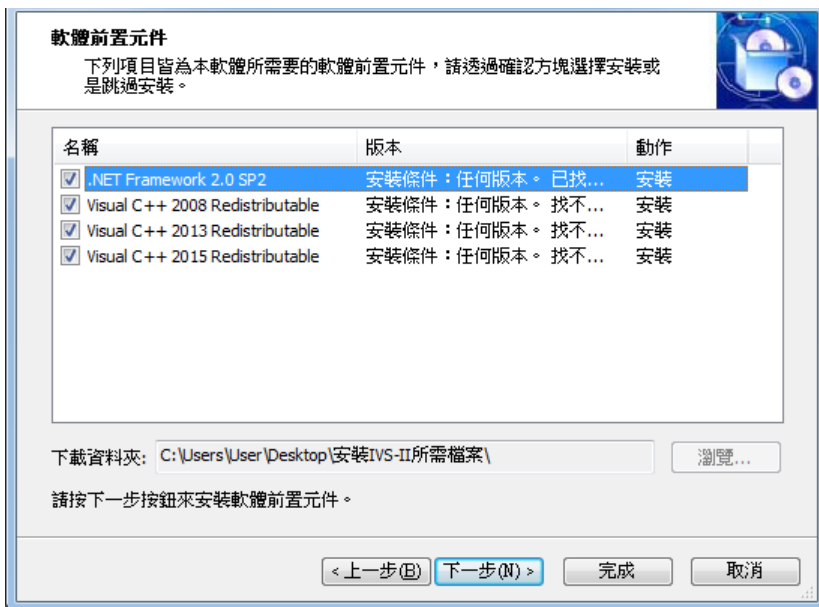 軟體前置元件
下列項目皆為本軟體所需要的軟體前置元件，請透過確認方塊選擇安裝或
是跳過安裝。
名稱 版本 動作
.NET Framework 2.0 SP2 安裝條件：任何版本。 已找... 安裝
Visual C++ 2008 Redistributable 安裝條件：任何版本。 找不... 安裝
Visual C++ 2013 Redistributable 安裝條件：任何版本。 找不... 安裝
Visual C++ 2015 Redistributable 安裝條件：任何版本。 找不... 安裝
下載資料夾: C:\Users\User\Desktop\安裝IVS-II所需檔案\ 瀏覽...
請按下一步按鈕來安裝軟體前置元件。
<上一步(B) 下一步(N) > 完成 取消